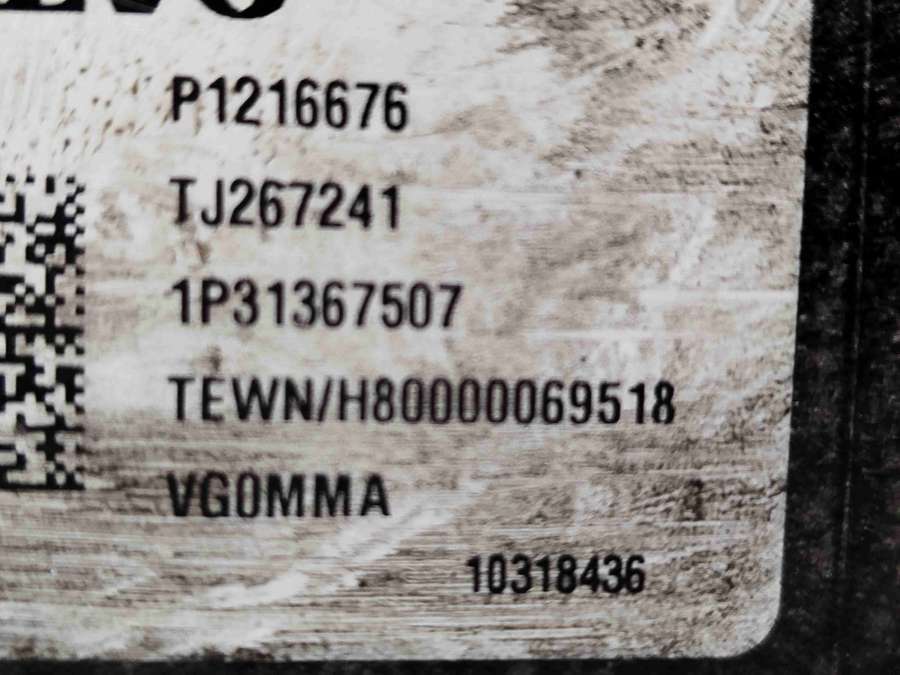 P1216676
TJ267241
1P31367507
TEWN/H80000069518
VG0MMA
10318436